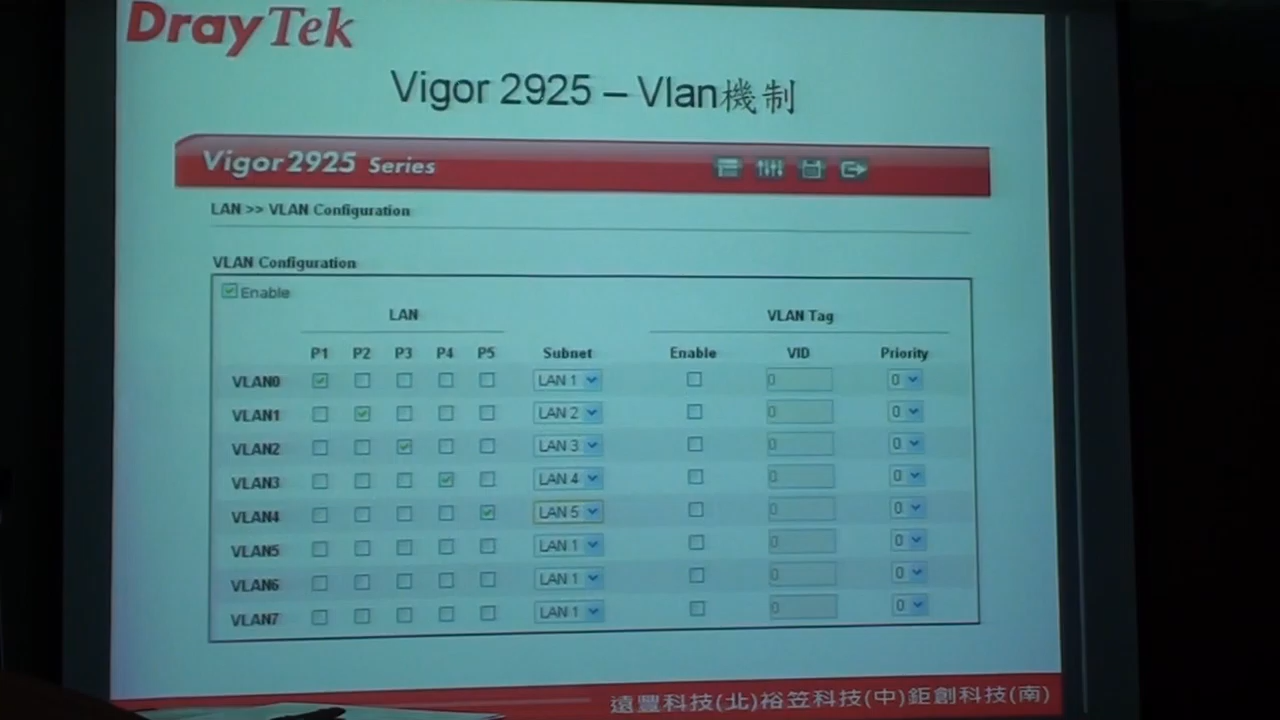 DrayTek
Vigor 2925 – Vlan機制
Vigor2925 Series
LAN >> VLAN Configuration
VLAN Configuration
Enable
LAN VLAN Tag
P1 P2 P3 P4 P5 Subnet Enable VID Priority
VLAN0 LAN 1 0 0
VLAN1 LAN 2 0 0
VLAN2 LAN 3 0 0
VLAN3 LAN 4 0 0
VLAN4 LAN 5 0 0
VLAN5 LAN 1 0 0
VLAN6 LAN 1 0 0
VLAN7 LAN 1 0 0
遠豐科技(北)裕笠科技(中)鉅創科技(南)